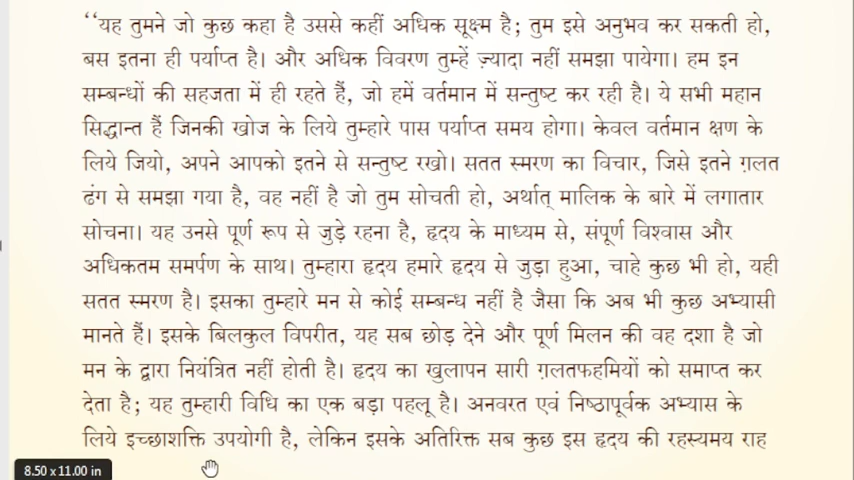 ‘‘यह तुमने जो कुछ कहा है उससे कहीं अधिक सूक्ष्म है; तुम इसे अनुभव कर सकती हो,
बस इतना ही पर्याप्त है। और अधिक विवरण तुम्हें ज़्यादा नहीं समझा पायेगा। हम इन
सम्बन्धों की सहजता में ही रहते हैं, जो हमें वर्तमान में सन्तुष्ट कर रही है। ये सभी महान
सिद्धान्त हैं जिनकी खोज के लिये तुम्हारे पास पर्याप्त समय होगा। केवल वर्तमान क्षण के
लिये जियो, अपने आपको इतने से सन्तुष्ट रखो। सतत स्मरण का विचार, जिसे इतने ग़लत
ढंग से समझा गया है, वह नहीं है जो तुम सोचती हो, अर्थात् मालिक के बारे में लगातार
सोचना। यह उनसे पूर्ण रूप से जुड़े रहना है, हृदय के माध्यम से, संपूर्ण विश्वास और
अधिकतम समर्पण के साथ। तुम्हारा हृदय हमारे हृदय से जुड़ा हुआ, चाहे कुछ भी हो, यही
सतत स्मरण है। इसका तुम्हारे मन से कोई सम्बन्ध नहीं है जैसा कि अब भी कुछ अभ्यासी
मानते हैं। इसके बिलकुल विपरीत, यह सब छोड़ देने और पूर्ण मिलन की वह दशा है जो
मन के द्वारा नियंत्रित नहीं होती है। हृदय का खुलापन सारी ग़लतफहमियों को समाप्त कर
देता है; यह तुम्हारी विधि का एक बड़ा पहलू है। अनवरत एवं निष्ठापूर्वक अभ्यास के
लिये इच्छाशक्ति उपयोगी है, लेकिन इसके अतिरिक्त सब कुछ इस हृदय की रहस्यमय राह
8.50 x 11.00 in